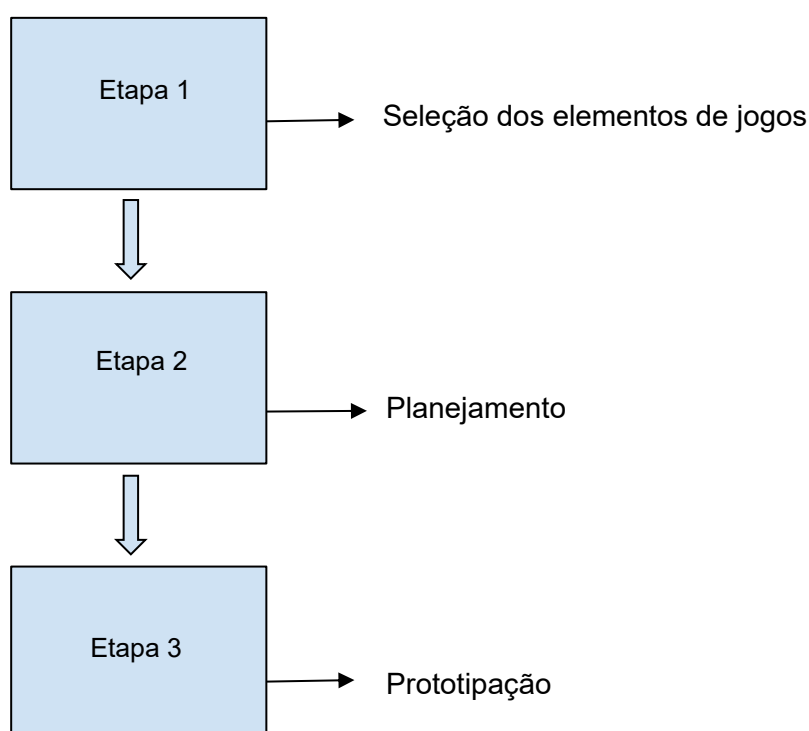 Etapa 1
Seleção dos elementos de jogos
Etapa 2
Planejamento
Etapa 3
Prototipação